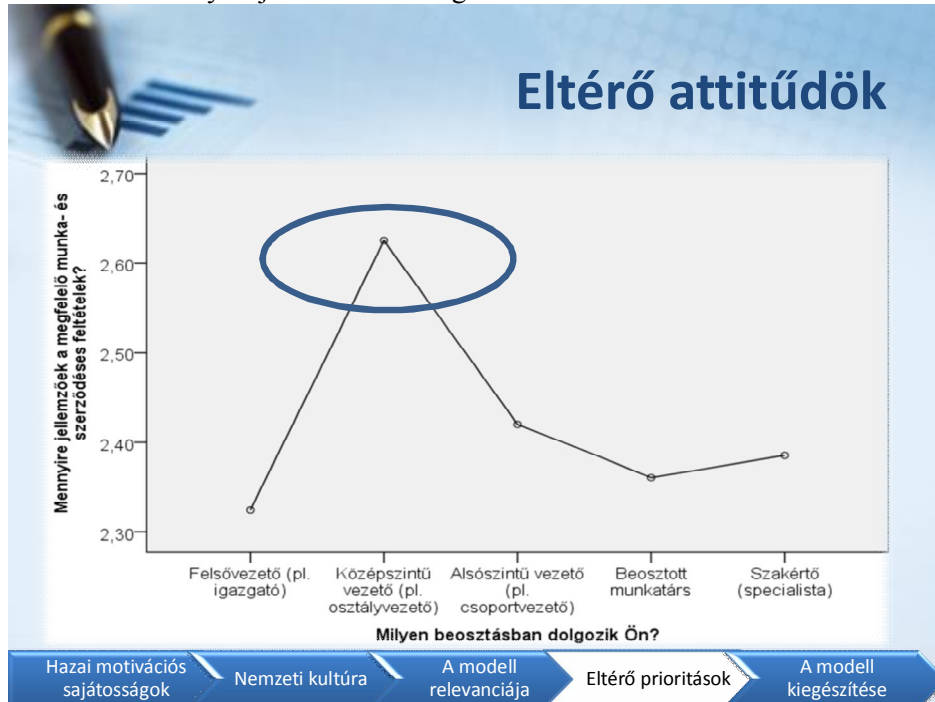 Eltérő attitűdök
Mennyire jellemzőek a megfelelő munka- és
szerződéses feltételek?
2,70
2,60
2,50
2,40
2,30
Felsővezető (pl.
igazgató)
Középszintű
vezető (pl.
osztályvezető)
Alsószintű vezető
(pl.
csoportvezető)
Beosztott
munkatárs
Szakértő
(specialista)
Milyen beosztásban dolgozik Ön?
Hazai motivációs
sajátosságok
Nemzeti kultúra
A modell
relevanciája
Eltérő prioritások
A modell
kiegészítése